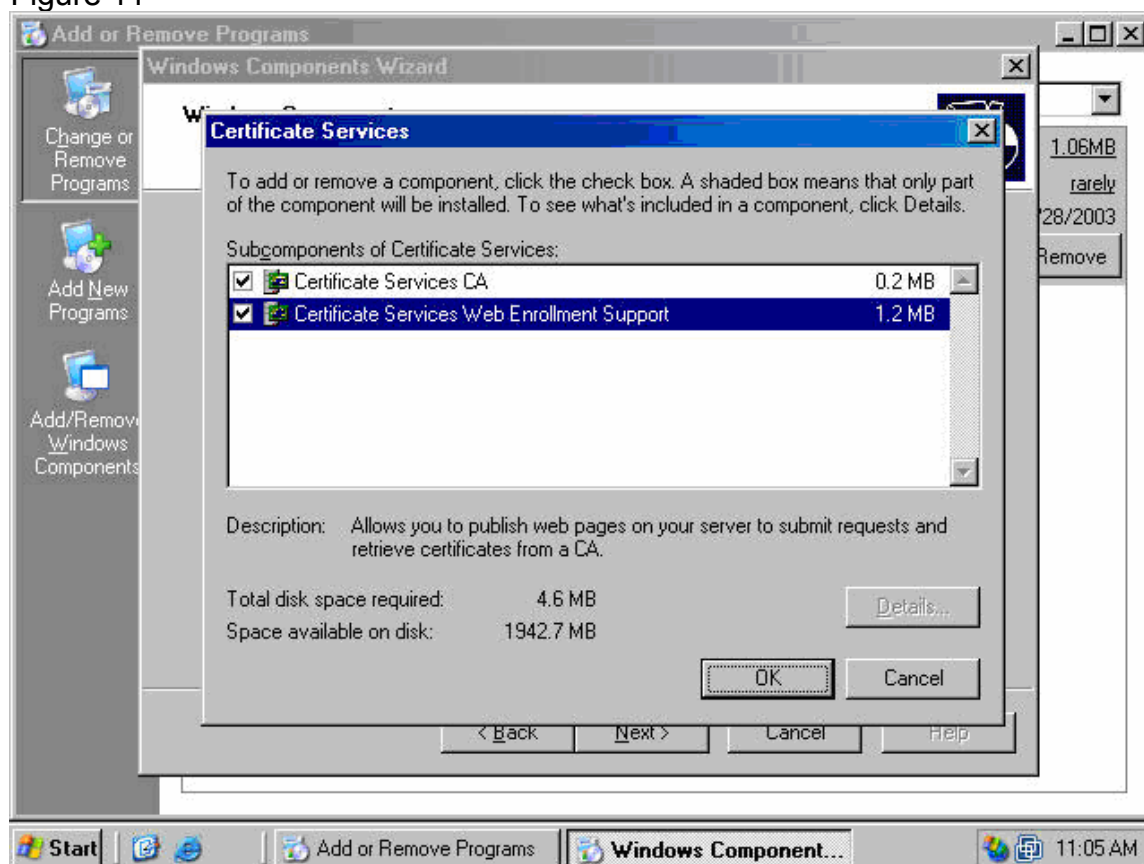 Add or Remove Programs
Windows Components Wizard
Certificate Services
Change or
Remove
Programs
1.06MB
rarely
/28/2003
Remove
To add or remove a component, click the check box. A shaded box means that only part
of the component will be installed. To see what's included in a component, click Details.
Subcomponents of Certificate Services:
Certificate Services CA 0.2 MB
Certificate Services Web Enrollment Support 1.2 MB
Add New
Programs
Add/Remov
Windows
Components
Description: Allows you to publish web pages on your server to submit requests and
retrieve certificates from a CA.
Total disk space required: 4.6 MB
Space available on disk: 1942.7 MB
Details...
OK Cancel
< Back Next > Cancel Help
Start Add or Remove Programs Windows Component... 11:05 AM